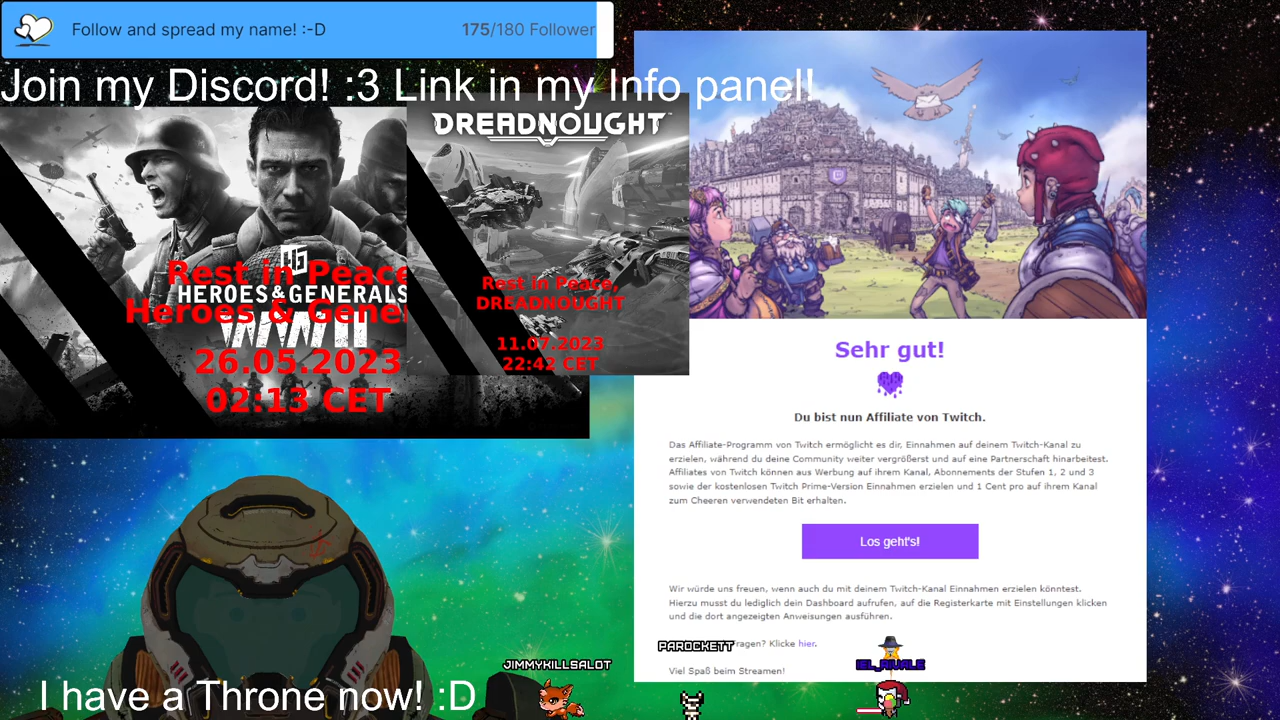 Follow and spread my name! :-D
175/180 Follower
Join my Discord! :3 Link in my Info panel!
Rest in Peace
HEROES & GENERALS
Heroes & Gene
WWII
26.05.2023
02:13 CET
DREADNOUGHT
Rest in Peace,
DREADNOUGHT
11.07.2023
22:42 CET
Sehr gut!
Du bist nun Affiliate von Twitch.
Das Affiliate-Programm von Twitch ermöglicht es dir, Einnahmen auf deinem Twitch-Kanal zu
erzielen, während du deine Community weiter vergrößerst und auf eine Partnerschaft hinarbeitest.
Affiliates von Twitch können aus Werbung auf ihrem Kanal, Abonnements der Stufen 1, 2 und 3
sowie der kostenlosen Twitch Prime-Version Einnahmen erzielen und 1 Cent pro auf ihrem Kanal
zum Cheeren verwendeten Bit erhalten.
Los geht's!
Wir würde uns freuen, wenn auch du mit deinem Twitch-Kanal Einnahmen erzielen könntest.
Hierzu musst du lediglich dein Dashboard aufrufen, auf die Registerkarte mit Einstellungen klicken
und die dort angezeigten Anweisungen ausführen.
ragen? Klicke hier.
Viel Spaß beim Streamen!
PAROCKETT
JIMMYKILLSALOT
I have a Throne now! :D